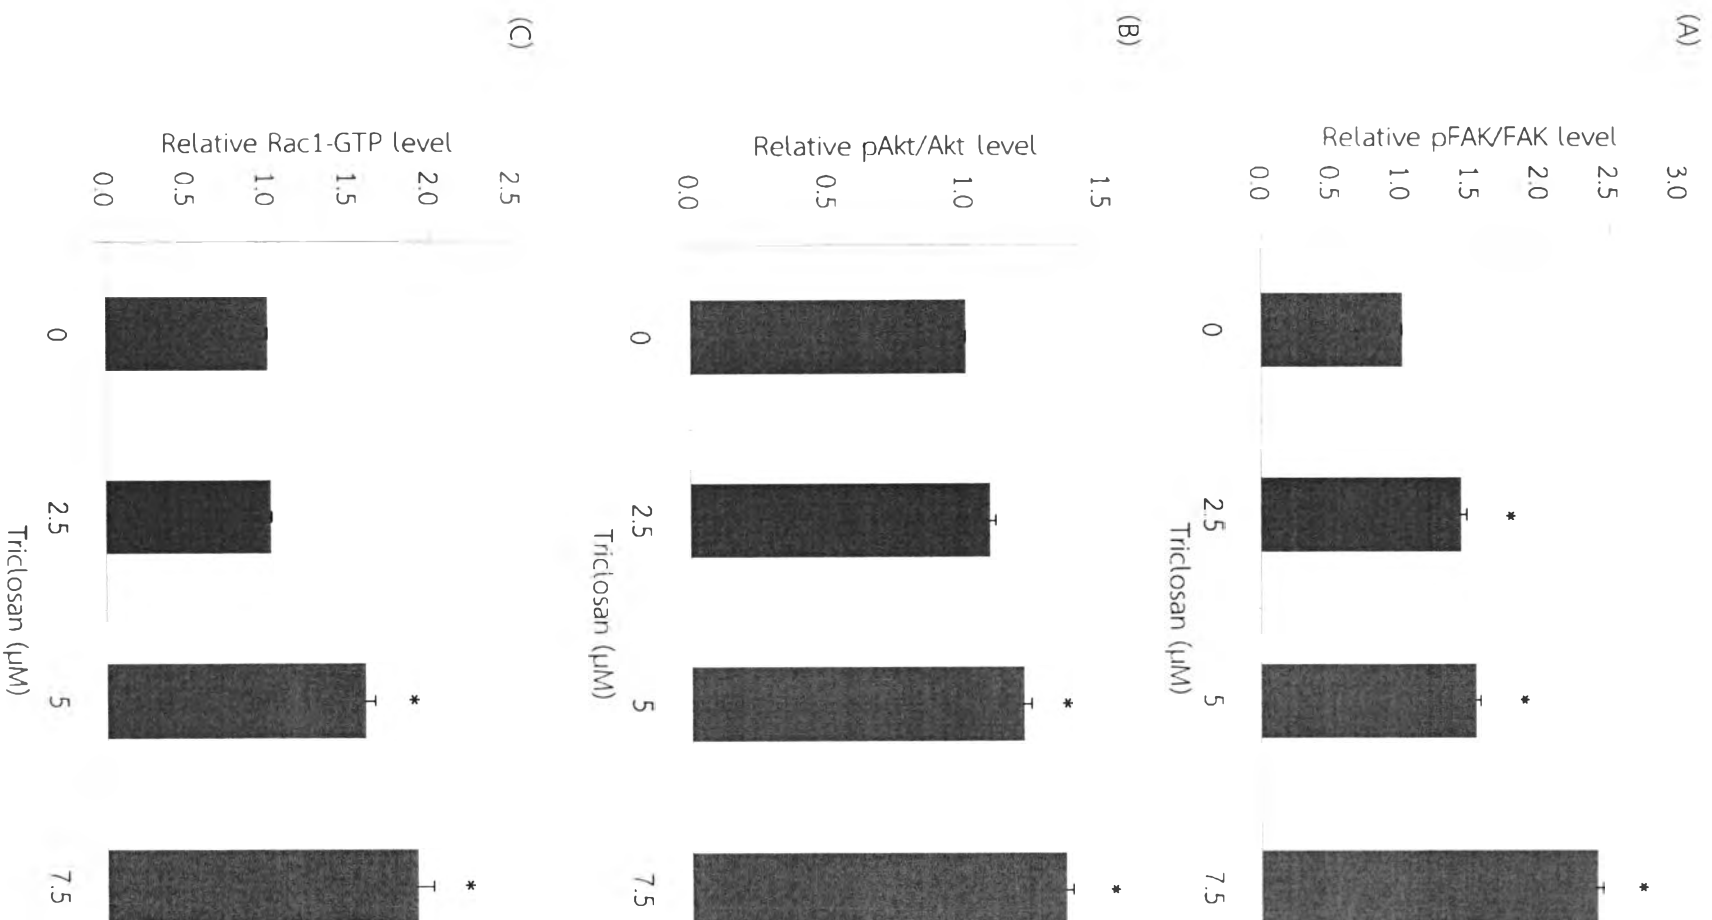 (A)
Relative pFAK/FAK level
3.0
2.5
2.0
1.5
1.0
0.5
0.0
*
*
*
0 2.5 5 7.5
Triclosan (μM)
(B)
Relative pAkt/Akt level
1.5
1.0
0.5
0.0
*
*
0 2.5 5 7.5
Triclosan (μM)
(C)
Relative Rac1-GTP level
2.5
2.0
1.5
1.0
0.5
0.0
*
*
0 2.5 5 7.5
Triclosan (μM)